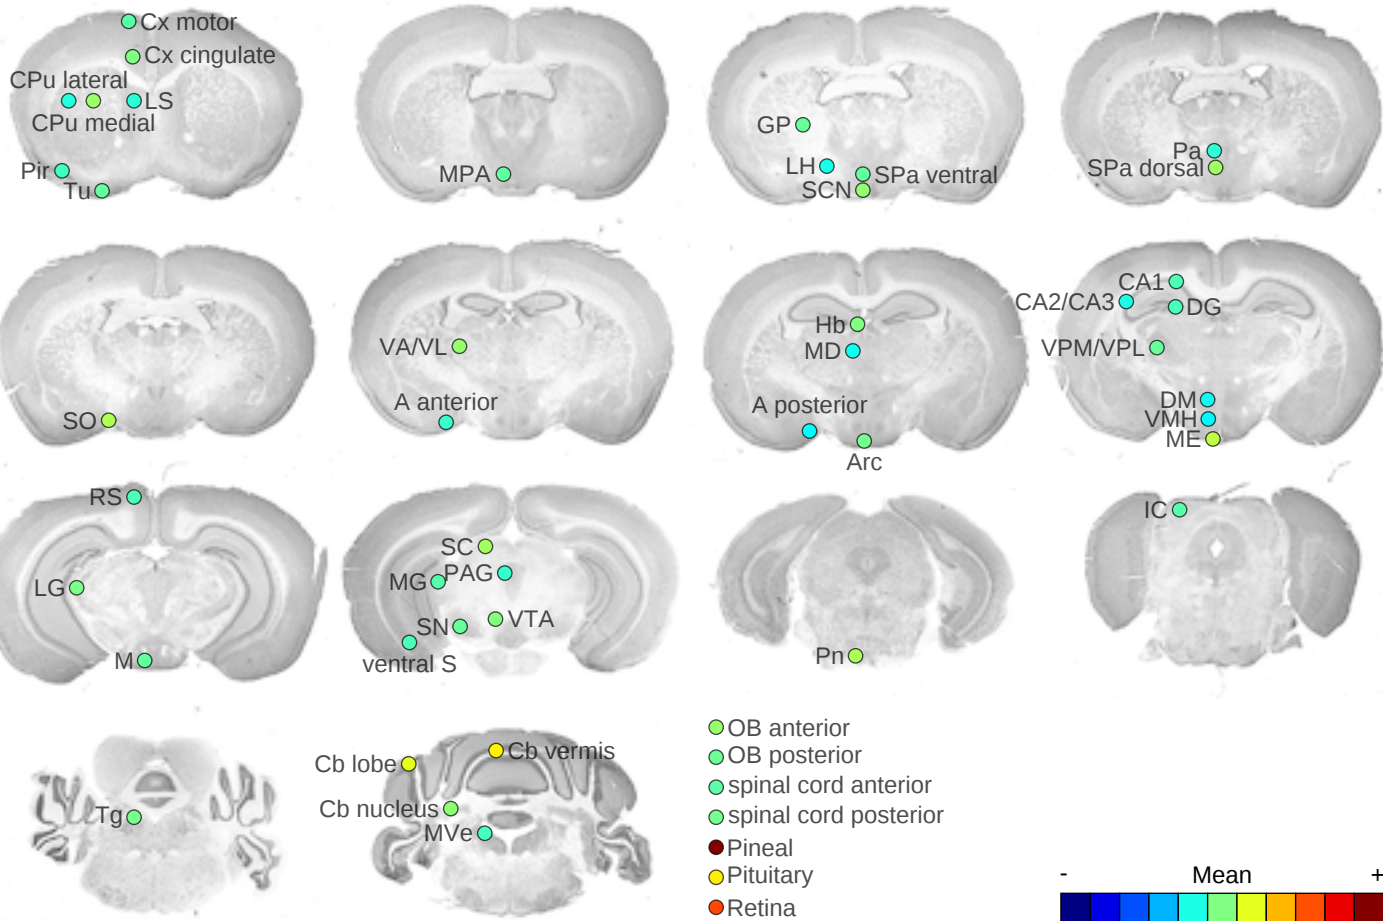 Cx motor
Cx cingulate
CPu lateral
LS
CPu medial
Pir
Tu
MPA
GP
LH
SPa ventral
SCN
Pa
SPa dorsal
SO
VA/VL
A anterior
Hb
MD
A posterior
Arc
CA1
CA2/CA3
DG
VPM/VPL
DM
VMH
ME
RS
LG
M
SC
PAG
MG
VTA
SN
ventral S
Pn
IC
Tg
Cb vermis
Cb lobe
Cb nucleus
MVe
OB anterior
OB posterior
spinal cord anterior
spinal cord posterior
Pineal
Pituitary
Retina
- Mean +